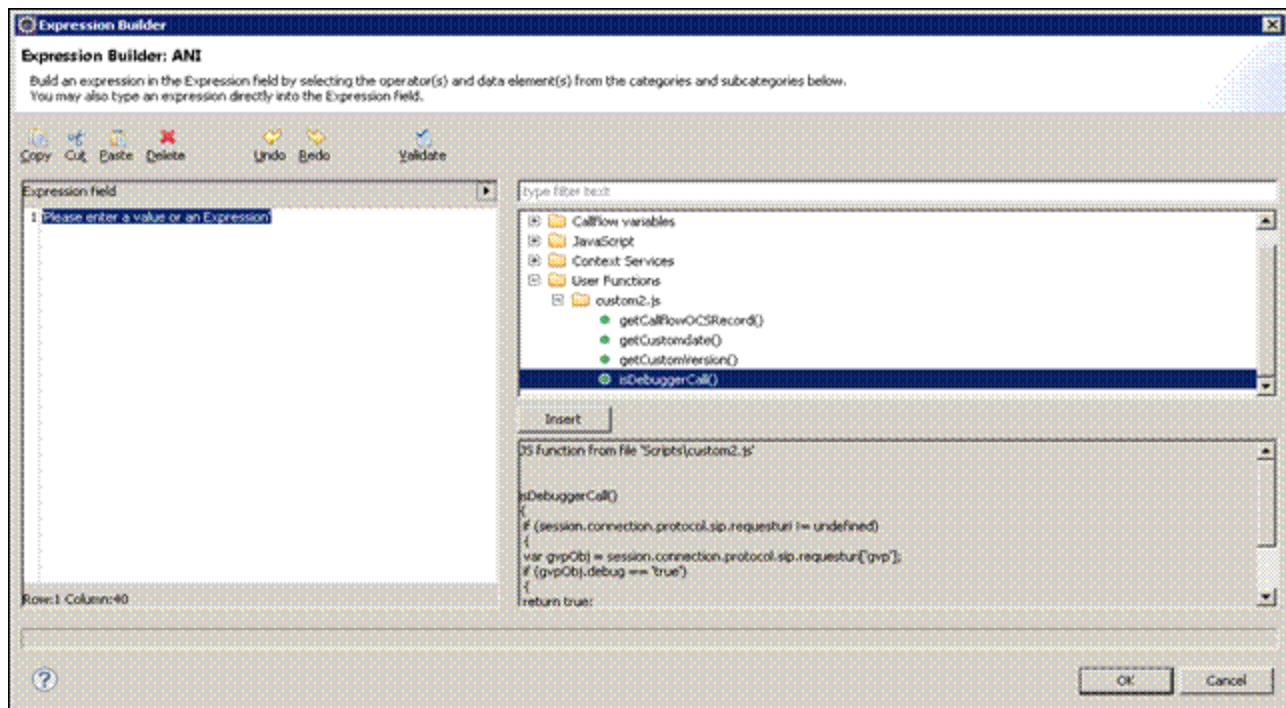 Expression Builder
Expression Builder: ANI
Build an expression in the Expression field by selecting the operator(s) and data element(s) from the categories and subcategories below.
You may also type an expression directly into the Expression field.
Copy Cut Paste Delete Undo Redo Validate
Expression field
1 'Please enter a value or an Expression'
Row:1 Column:40
type filter text
Callflow variables
JavaScript
Context Services
User Functions
custom2.js
getCallflowOCSRecord()
getCustomdate()
getCustomVersion()
isDebuggerCall()
Insert
JS function from file 'Scripts\custom2.js'
isDebuggerCall()
{
if (session.connection.protocol.sip.requesturi != undefined)
{
var gvpObj = session.connection.protocol.sip.requesturi['gvp'];
if (gvpObj.debug == 'true')
{
return true;
?
OK Cancel